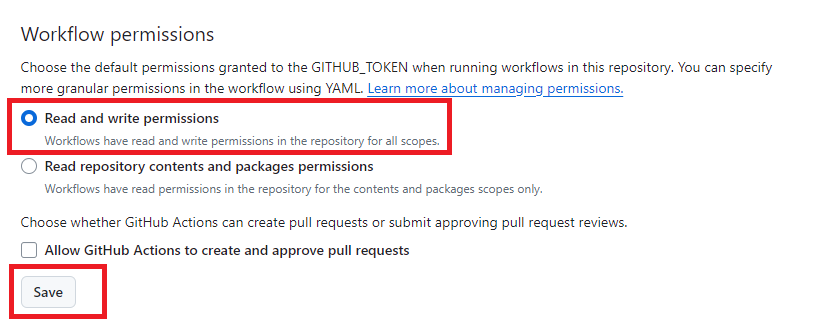 Workflow permissions
Choose the default permissions granted to the GITHUB_TOKEN when running workflows in this repository. You can specify
more granular permissions in the workflow using YAML. Learn more about managing permissions.
Read and write permissions
Workflows have read and write permissions in the repository for all scopes.
Read repository contents and packages permissions
Workflows have read permissions in the repository for the contents and packages scopes only.
Choose whether GitHub Actions can create pull requests or submit approving pull request reviews.
Allow GitHub Actions to create and approve pull requests
Save